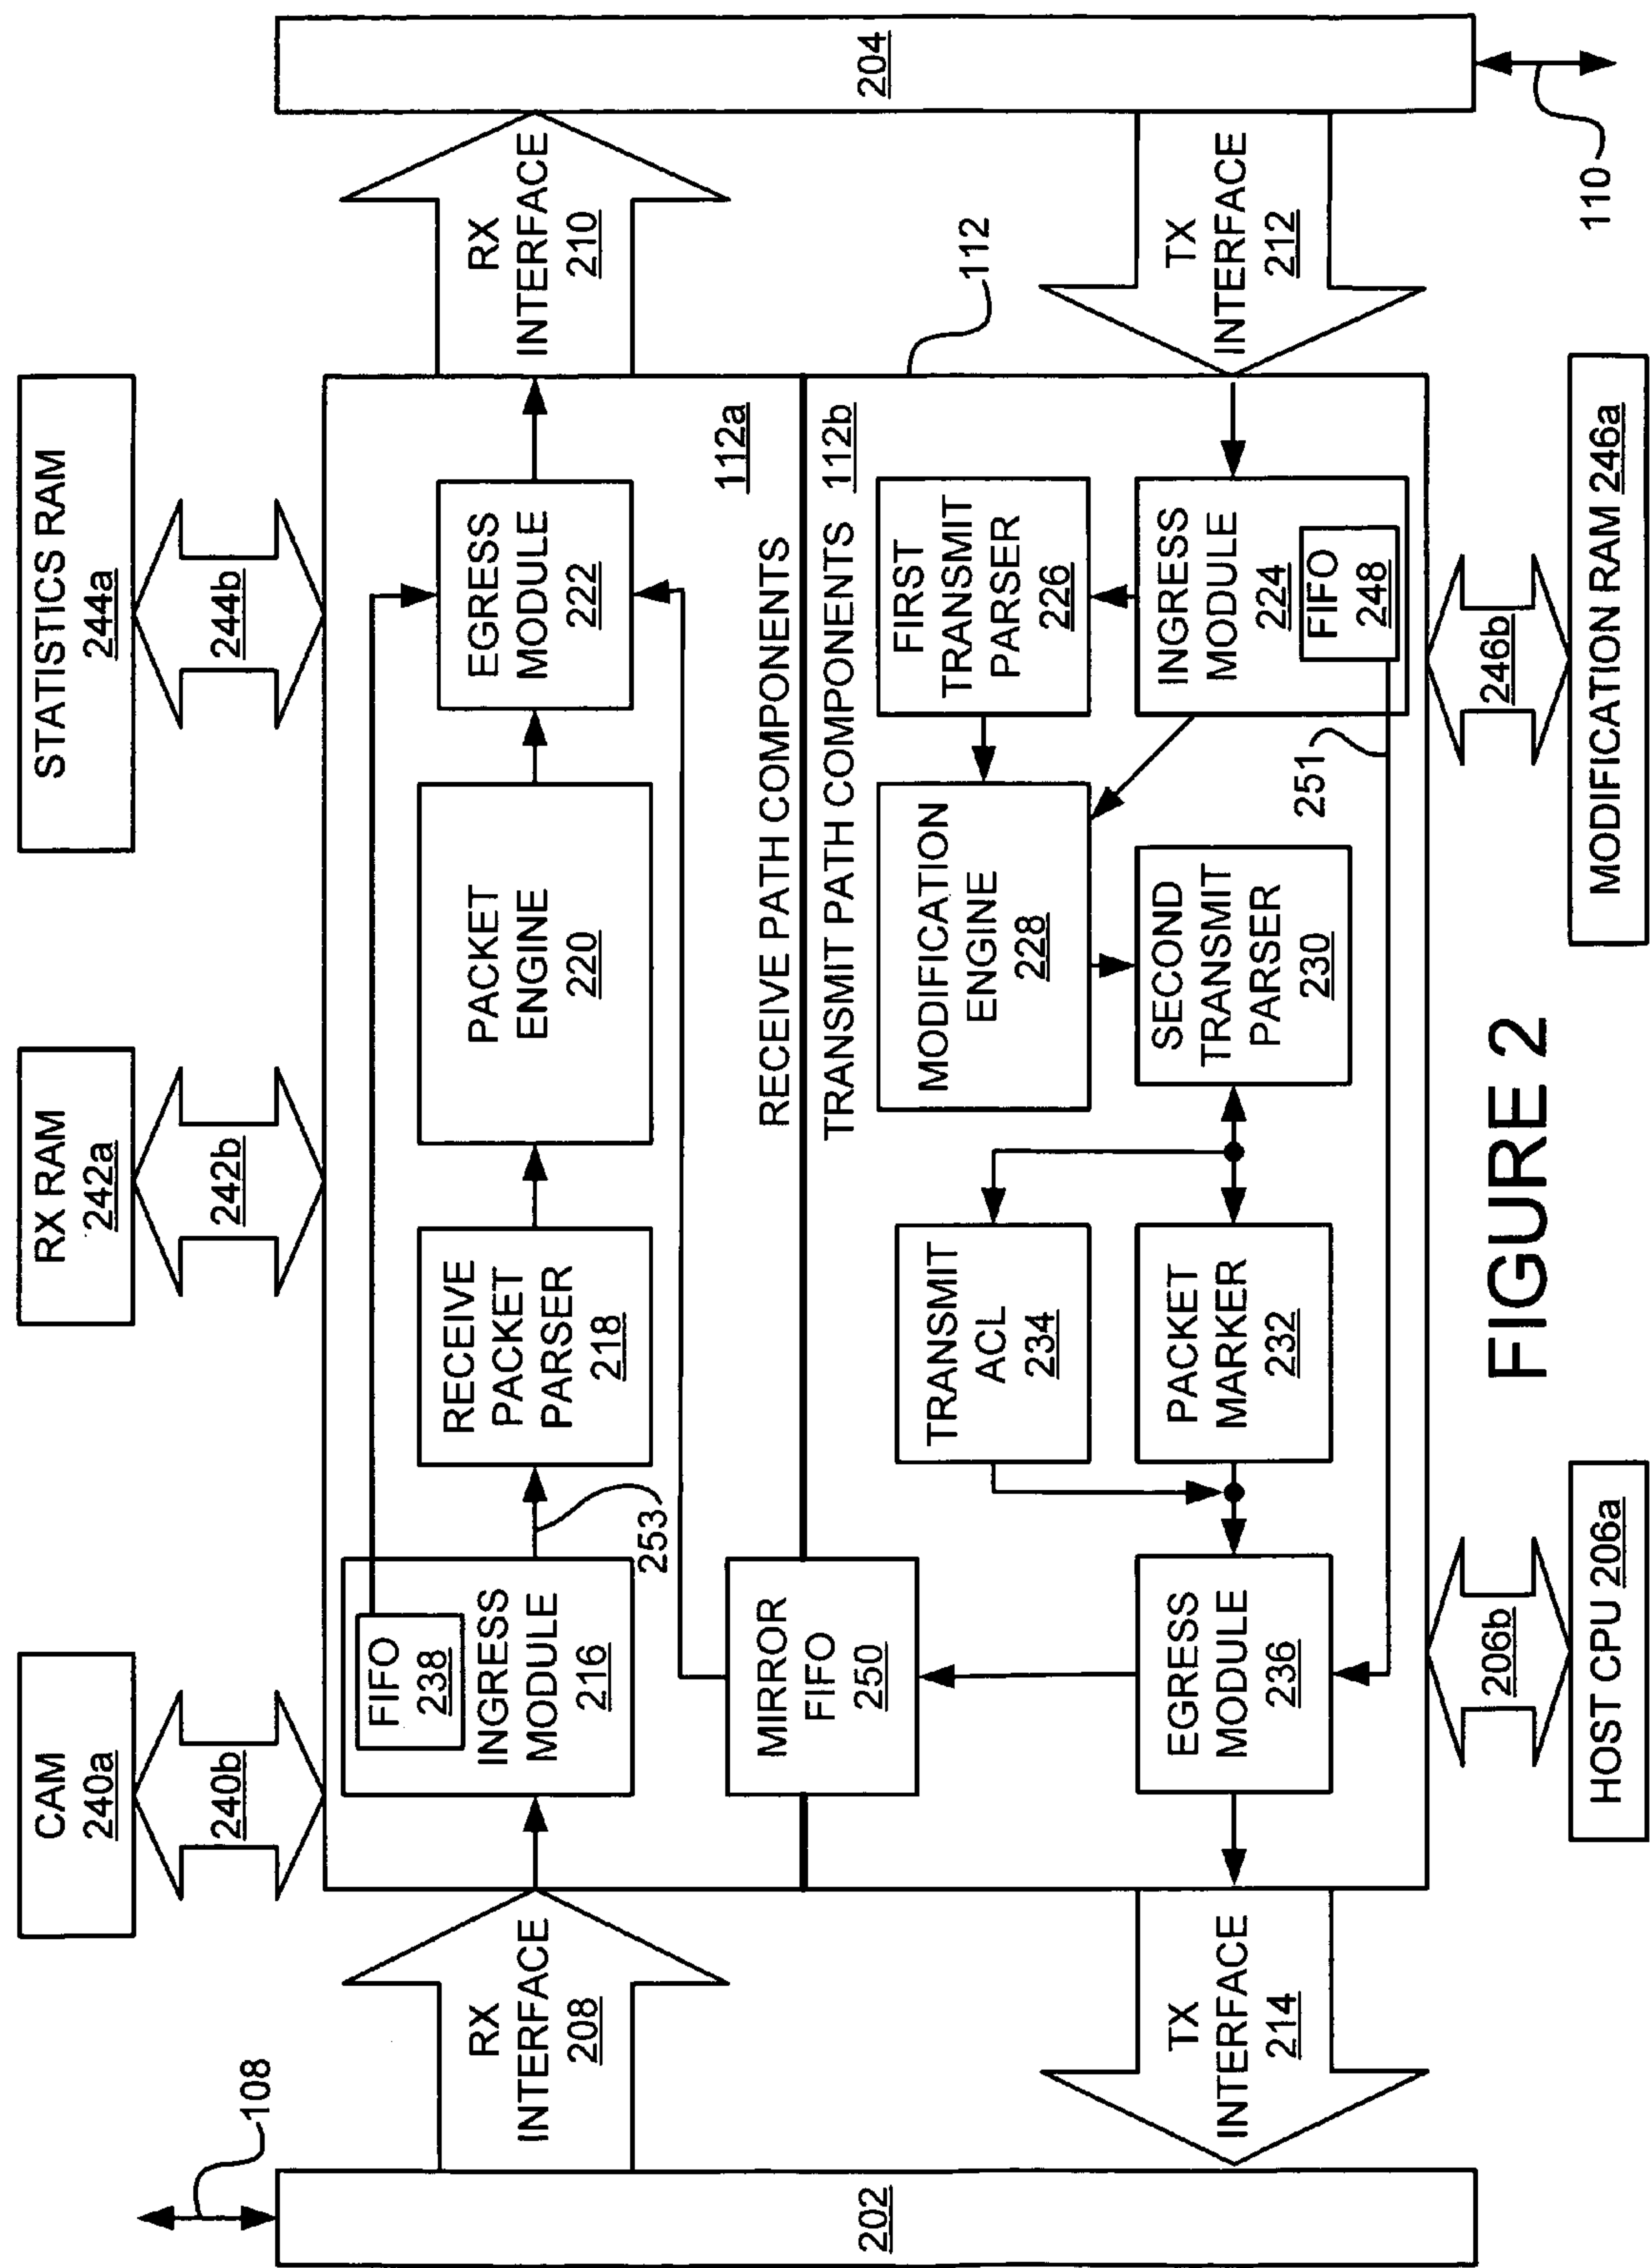 108
202
RX
INTERFACE
208
TX
INTERFACE
214
CAM
240a
240b
RX RAM
242a
242b
STATISTICS RAM
244a
244b
FIFO
238
INGRESS
MODULE
216
253
RECEIVE
PACKET
PARSER
218
PACKET
ENGINE
220
EGRESS
MODULE
222
112a
RECEIVE PATH COMPONENTS
TRANSMIT PATH COMPONENTS 112b
MIRROR
FIFO
250
EGRESS
MODULE
236
TRANSMIT
ACL
234
PACKET
MARKER
232
MODIFICATION
ENGINE
228
SECOND
TRANSMIT
PARSER
230
FIRST
TRANSMIT
PARSER
226
INGRESS
MODULE
224
FIFO
248
251
112
RX
INTERFACE
210
TX
INTERFACE
212
204
110
206b
HOST CPU 206a
246b
MODIFICATION RAM 246a
FIGURE 2